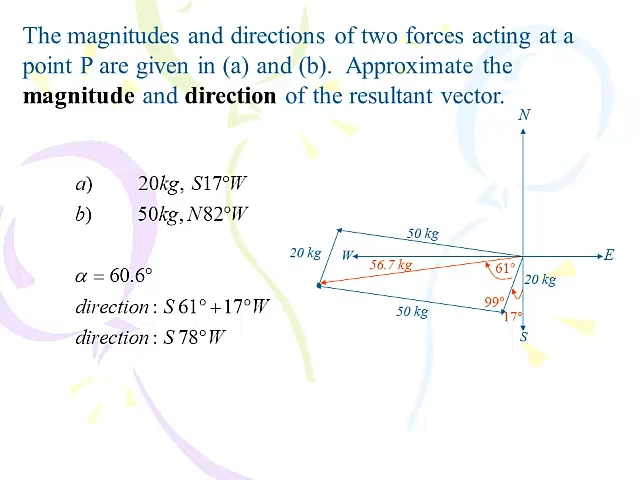 The magnitudes and directions of two forces acting at a
point P are given in (a) and (b). Approximate the
magnitude and direction of the resultant vector.
N
a) 20kg, S17°W
b) 50kg, N82°W
50 kg
20 kg
W
E
56.7 kg
61°
α = 60.6°
20 kg
99°
direction: S 61° + 17°W
50 kg
17°
direction: S 78°W
S